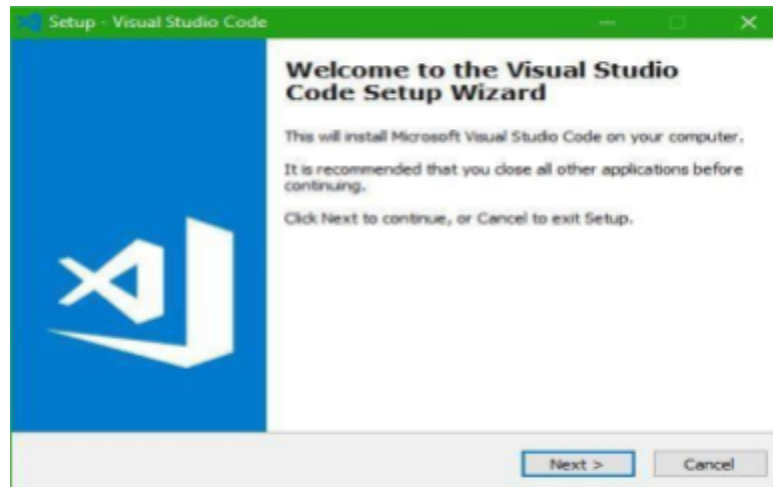 Setup - Visual Studio Code
Welcome to the Visual Studio
Code Setup Wizard
This will install Microsoft Visual Studio Code on your computer.
It is recommended that you close all other applications before
continuing.
Click Next to continue, or Cancel to exit Setup.
Next >
Cancel